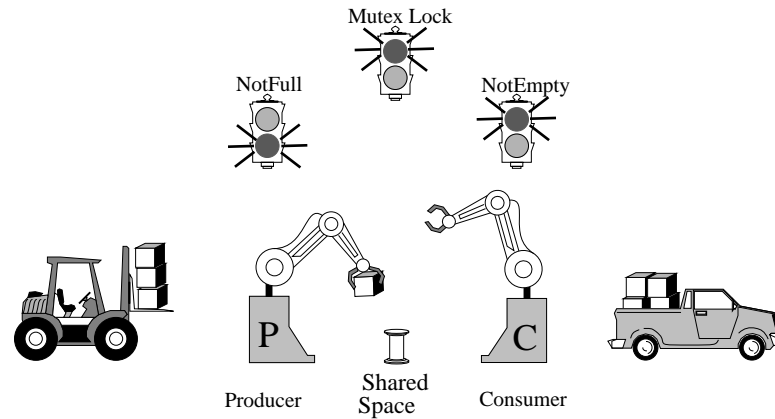 Mutex Lock
NotFull
NotEmpty
P
C
Producer
Shared
Space
Consumer